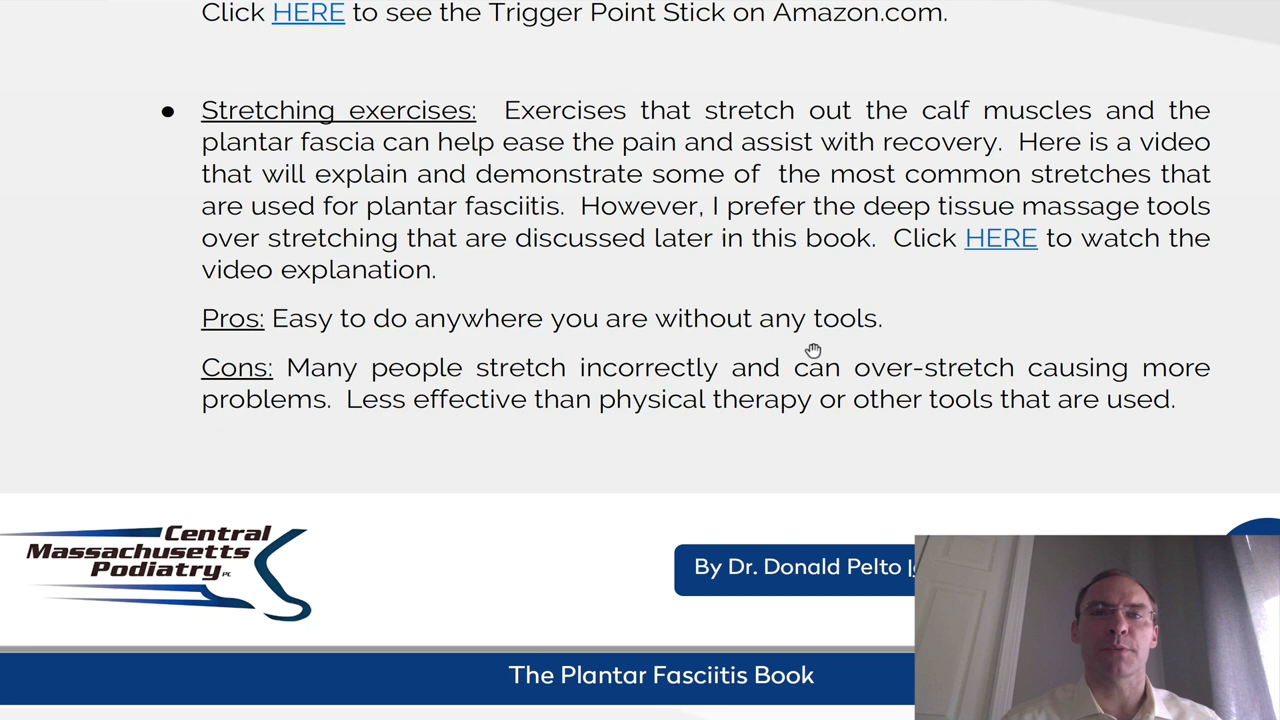 Click HERE to see the Trigger Point Stick on Amazon.com.
● Stretching exercises: Exercises that stretch out the calf muscles and the
plantar fascia can help ease the pain and assist with recovery. Here is a video
that will explain and demonstrate some of the most common stretches that
are used for plantar fasciitis. However, I prefer the deep tissue massage tools
over stretching that are discussed later in this book. Click HERE to watch the
video explanation.
Pros: Easy to do anywhere you are without any tools.
Cons: Many people stretch incorrectly and can over-stretch causing more
problems. Less effective than physical therapy or other tools that are used.
Central
Massachusetts
Podiatry PC
By Dr. Donald Pelto
The Plantar Fasciitis Book